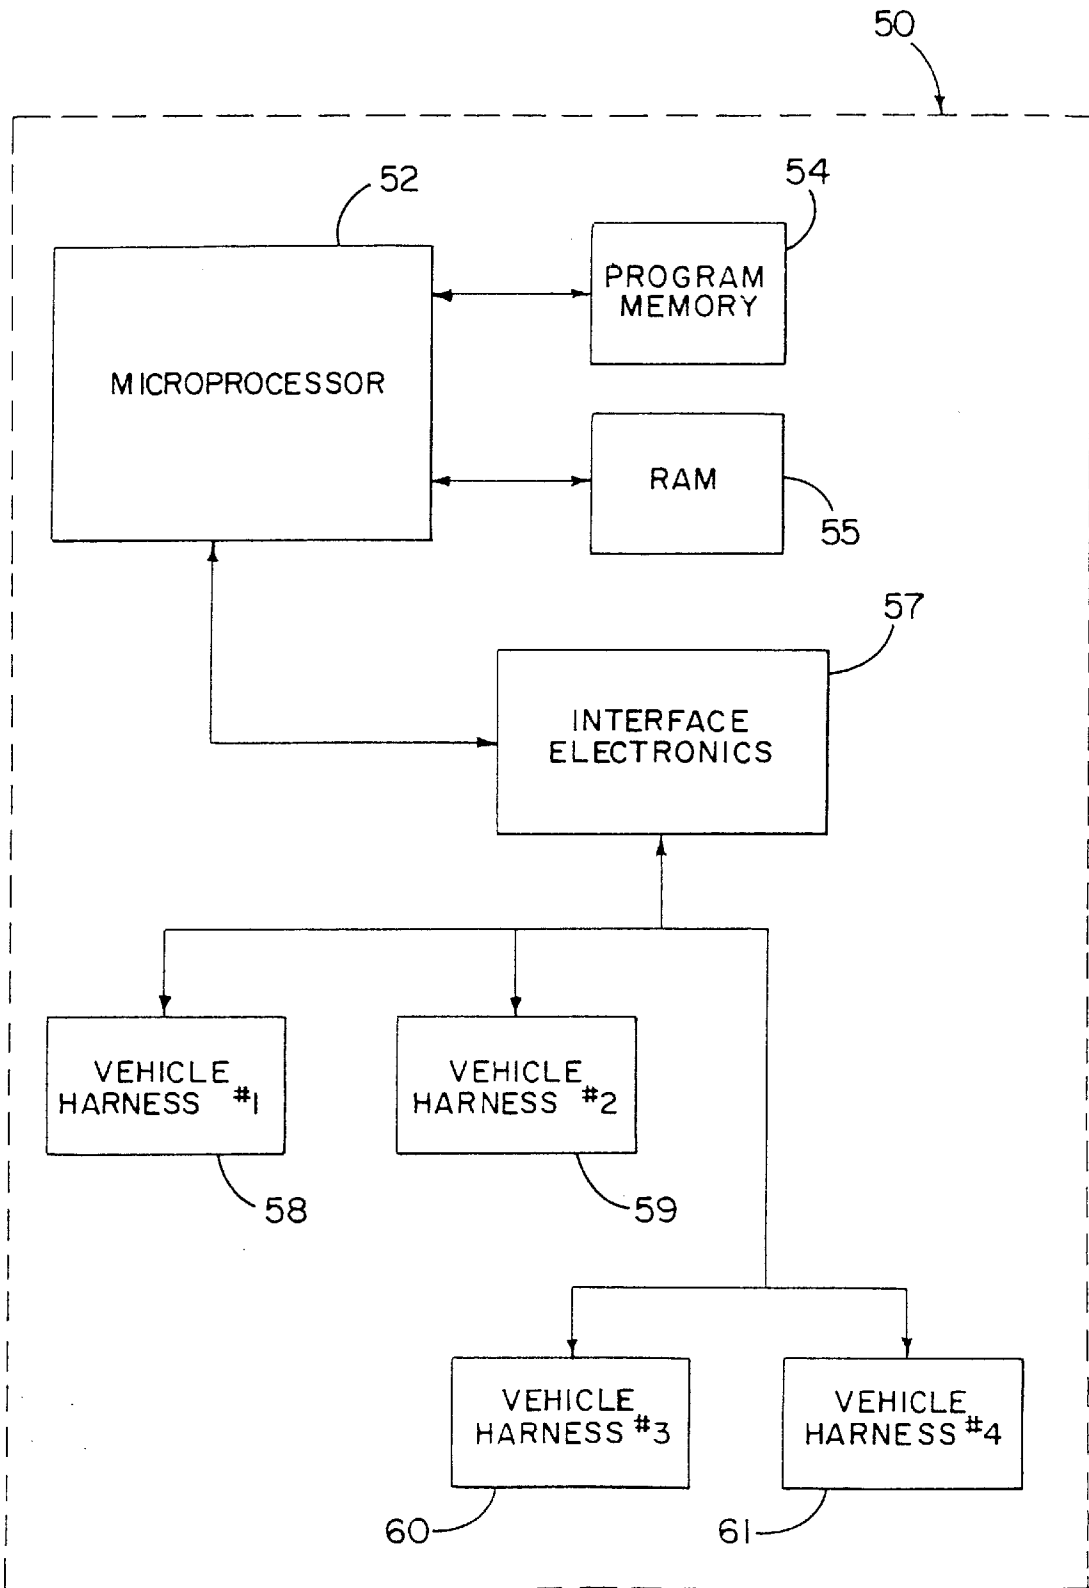 50
52
54
PROGRAM
MEMORY
MICROPROCESSOR
RAM
55
57
INTERFACE
ELECTRONICS
VEHICLE
HARNESS #1
VEHICLE
HARNESS #2
58
59
VEHICLE
HARNESS #3
VEHICLE
HARNESS #4
60
61